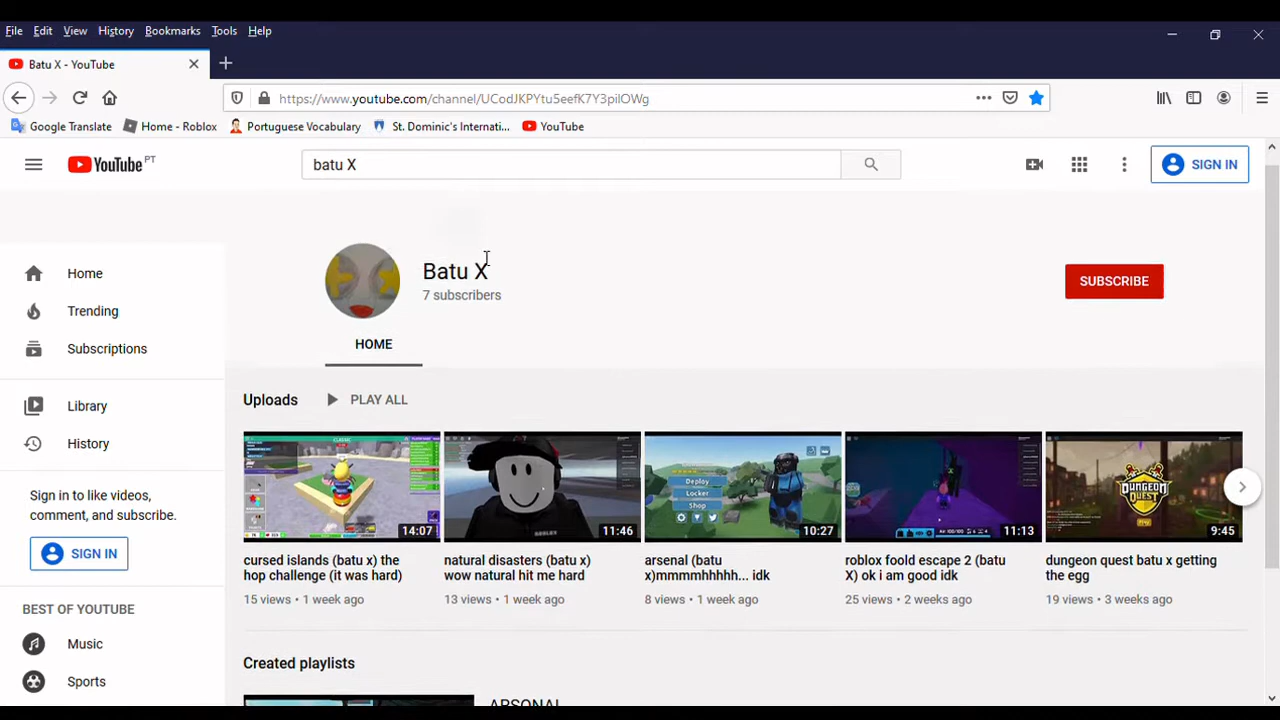 File Edit View History Bookmarks Tools Help
Batu X - YouTube
https://www.youtube.com/channel/UCodJKPYtu5eefK7Y3pilOWg
Google Translate Home - Roblox Portuguese Vocabulary St. Dominic's Internati... YouTube
YouTube PT
batu X
SIGN IN
Batu X
7 subscribers
SUBSCRIBE
HOME
Home
Trending
Subscriptions
Library
History
Sign in to like videos,
comment, and subscribe.
SIGN IN
BEST OF YOUTUBE
Music
Sports
Uploads PLAY ALL
CLASSIC
14:07
cursed islands (batu x) the
hop challenge (it was hard)
15 views • 1 week ago
11:46
natural disasters (batu x)
wow natural hit me hard
13 views • 1 week ago
Deploy
Locker
Shop
10:27
arsenal (batu
x)mmmmhhhhh... idk
8 views • 1 week ago
11:13
roblox foold escape 2 (batu
X) ok i am good idk
25 views • 2 weeks ago
DUNGEON
QUEST
Play
9:45
dungeon quest batu x getting
the egg
19 views • 3 weeks ago
Created playlists
ARSONAL